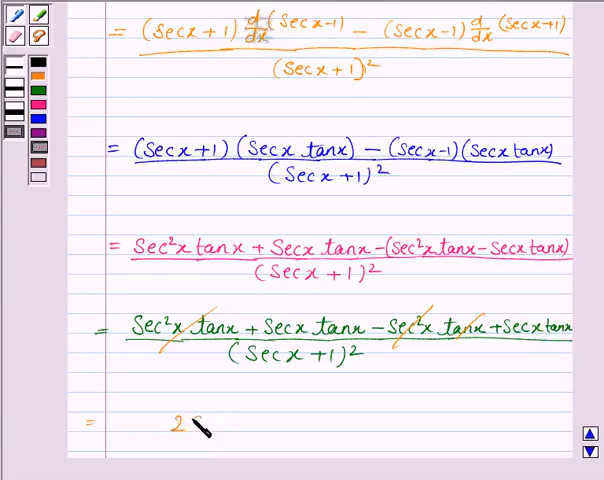 = (Secx+1) d/dx (Secx-1) - (Secx-1) d/dx (Secx+1)
(Secx+1)²
= (Secx+1) (Secx tanx) - (Secx-1) (Secx tanx)
(Secx+1)²
= Sec²x tanx + Secx tanx - (Sec²x tanx - Secx tanx)
(Secx+1)²
= Sec²x tanx + Secx tanx - Sec²x tanx + Secx tanx
(Secx+1)²
= 2